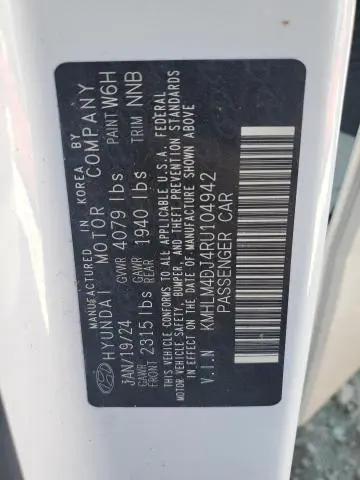 MANUFACTURED IN KOREA BY
HYUNDAI MOTOR COMPANY
JAN/19/24 GVWR 4079 lbs PAINT W6H
GAWR FRONT 2315 lbs GAWR REAR 1940 lbs TRIM NNB
THIS VEHICLE CONFORMS TO ALL APPLICABLE U.S.A. FEDERAL
MOTOR VEHICLE SAFETY, BUMPER, AND THEFT PREVENTION STANDARDS
IN EFFECT ON THE DATE OF MANUFACTURE SHOWN ABOVE
V.I.N KMHLM4DJ4RU104942
PASSENGER CAR